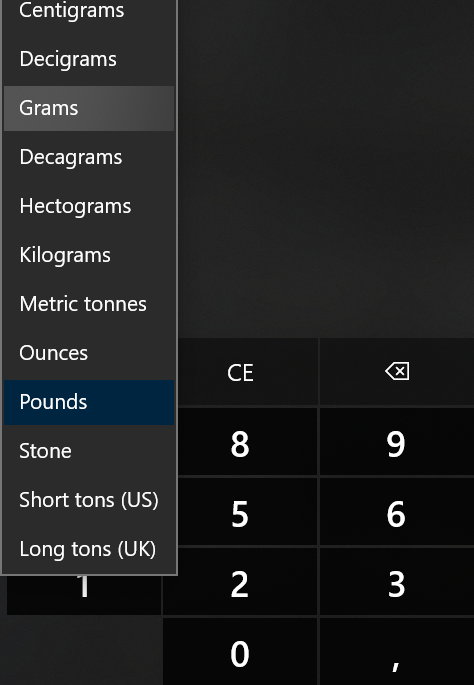 Centigrams
Decigrams
Grams
Decagrams
Hectograms
Kilograms
Metric tonnes
Ounces
Pounds
Stone
Short tons (US)
Long tons (UK)
CE
8 9
5 6
1 2 3
0 ,